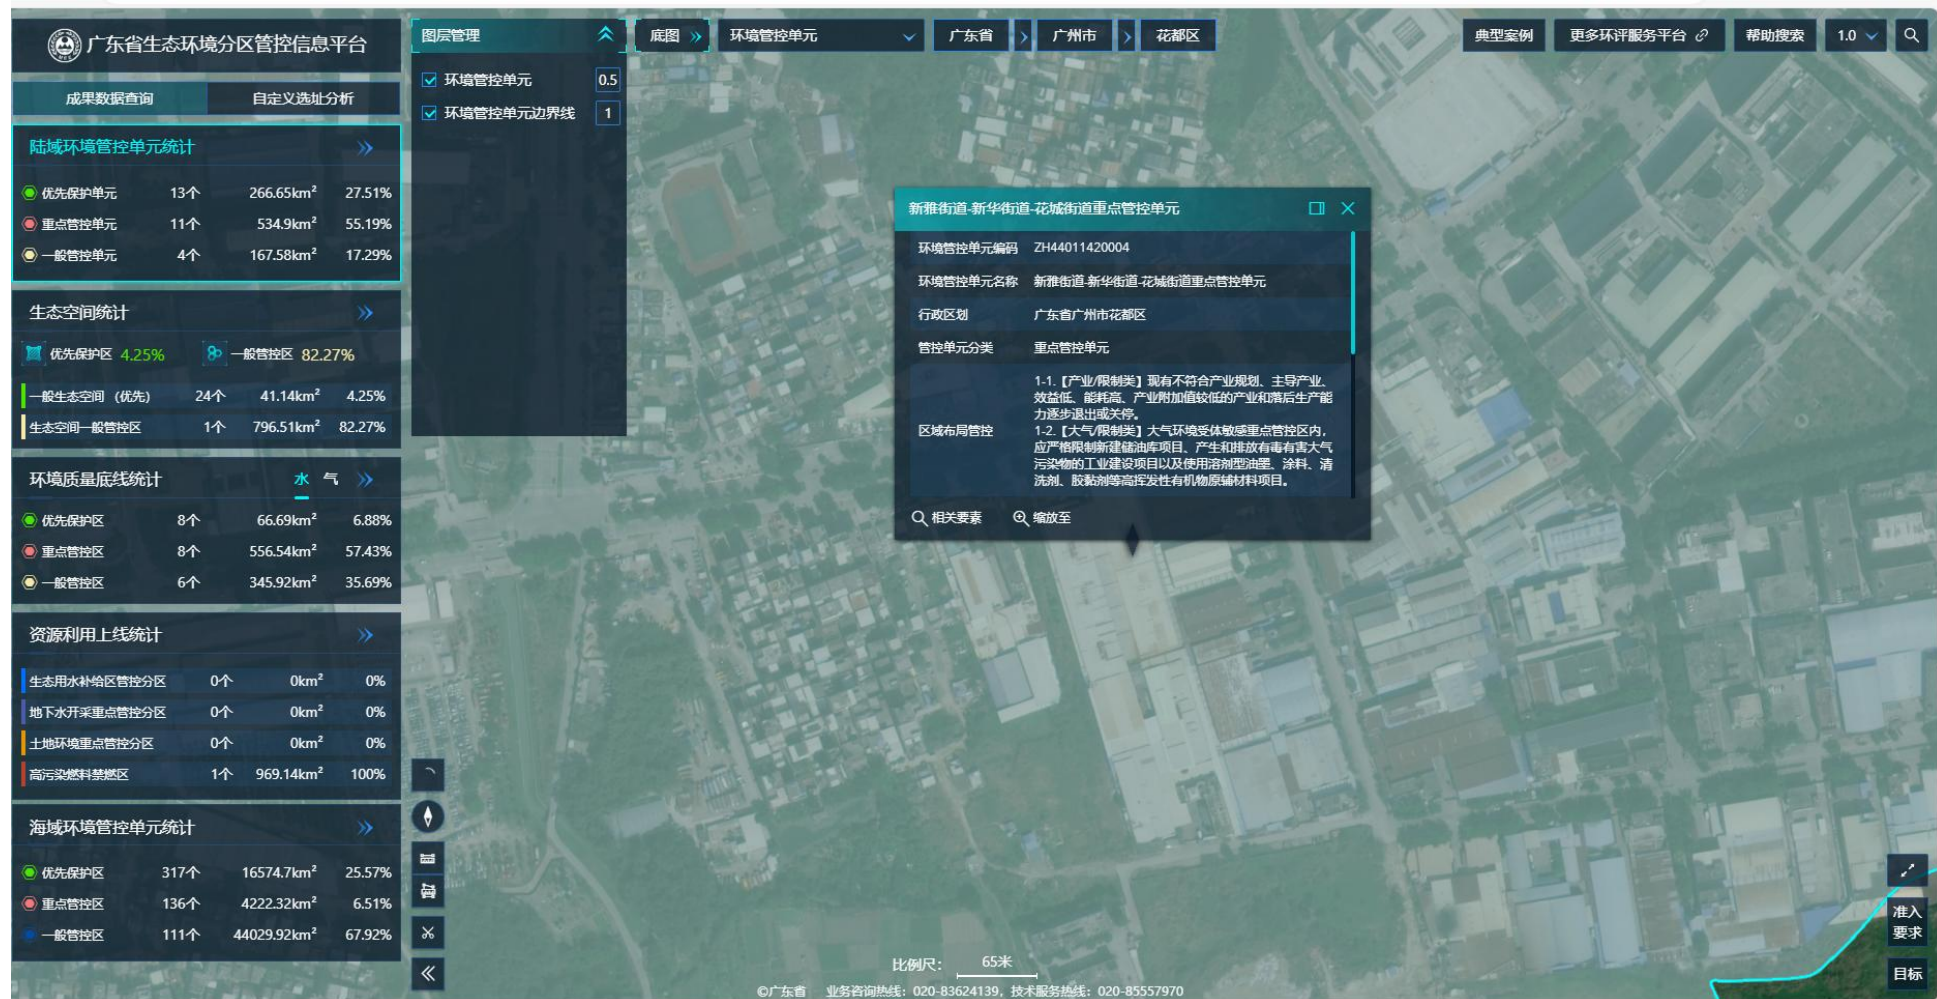 广东省生态环境分区管控信息平台
成果数据查询 自定义选址分析
陆域环境管控单元统计
优先保护单元 13个 266.65km² 27.51%
重点管控单元 11个 534.9km² 55.19%
一般管控单元 4个 167.58km² 17.29%
生态空间统计
优先保护区 4.25% 一般管控区 82.27%
一般生态空间（优先） 24个 41.14km² 4.25%
生态空间一般管控区 1个 796.51km² 82.27%
环境质量底线统计 水 气
优先保护区 8个 66.69km² 6.88%
重点管控区 8个 556.54km² 57.43%
一般管控区 6个 345.92km² 35.69%
资源利用上线统计
生态用水补给区管控分区 0个 0km² 0%
地下水开采重点管控分区 0个 0km² 0%
土地环境重点管控分区 0个 0km² 0%
高污染燃料禁燃区 1个 969.14km² 100%
海域环境管控单元统计
优先保护区 317个 16574.7km² 25.57%
重点管控区 136个 4222.32km² 6.51%
一般管控区 111个 44029.92km² 67.92%
图层管理
环境管控单元 0.5
环境管控单元边界线 1
底图 环境管控单元 广东省 广州市 花都区
典型案例 更多环评服务平台 帮助搜索 1.0
新雅街道-新华街道-花城街道重点管控单元
环境管控单元编码 ZH44011420004
环境管控单元名称 新雅街道-新华街道-花城街道重点管控单元
行政区划 广东省广州市花都区
管控单元分类 重点管控单元
区域布局管控
1-1.【产业/限制类】现有不符合产业规划、主导产业、
效益低、能耗高、产业附加值较低的产业和落后生产能
力逐步退出或关停。
1-2.【大气/限制类】大气环境受体敏感重点管控区内，
应严格限制新建储油库项目、产生和排放有毒有害大气
污染物的工业建设项目以及使用溶剂型油墨、涂料、清
洗剂、胶黏剂等高挥发性有机物原辅材料项目。
相关要素 缩放至
准入
要求
目标
比例尺： 65米
©广东省 业务咨询热线：020-83624139，技术服务热线：020-85557970